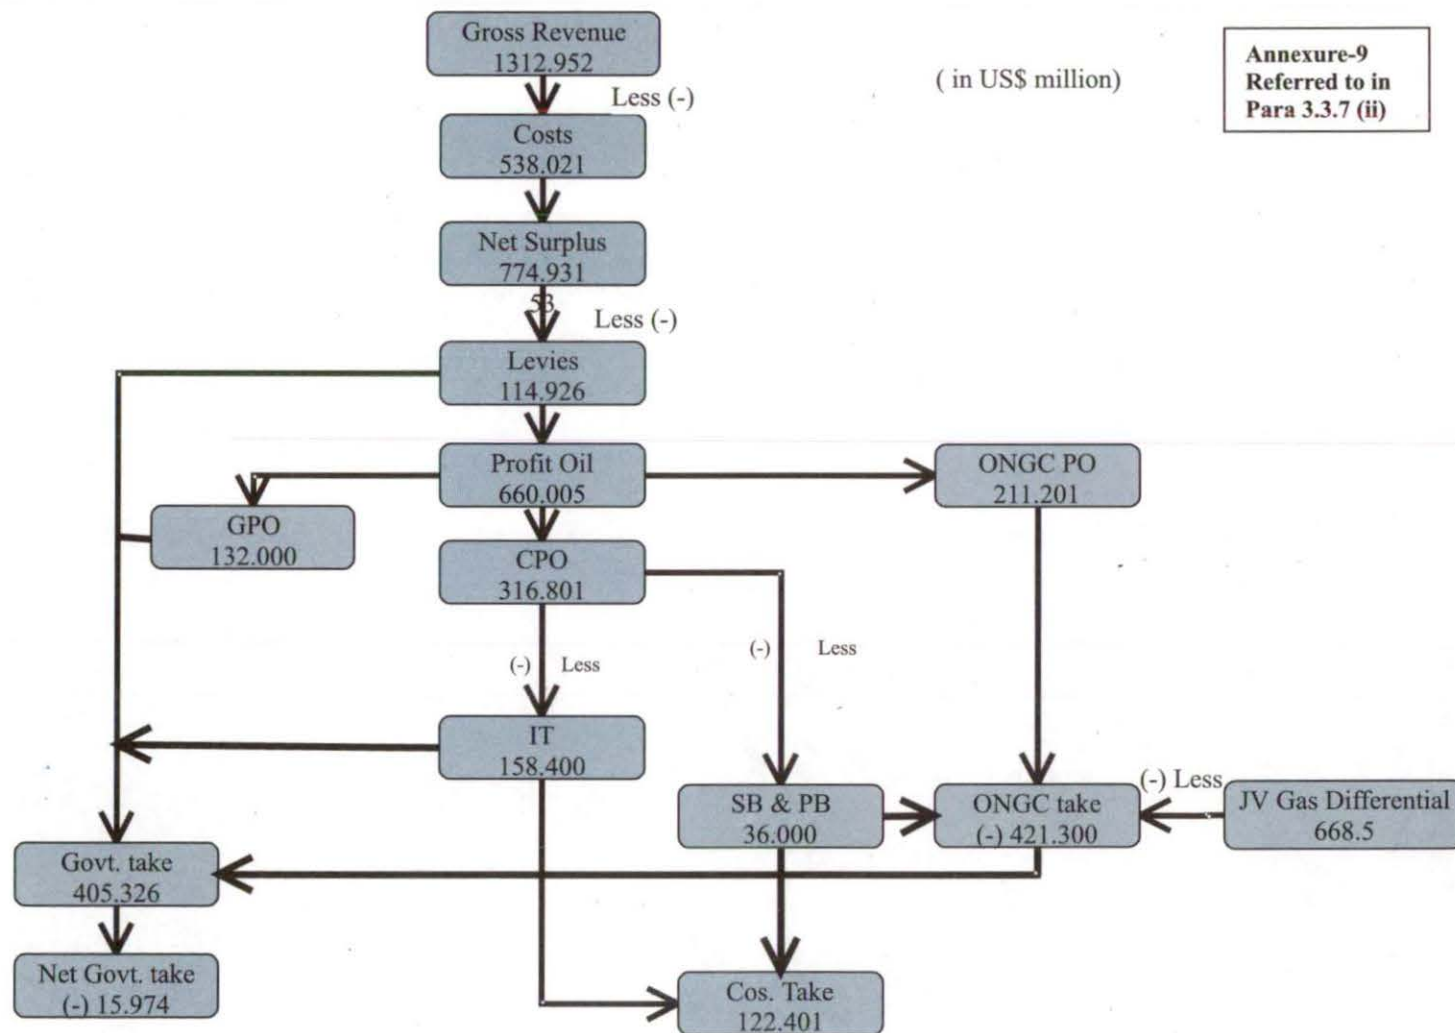 Gross Revenue
1312.952
( in US$ million)
Annexure-9
Referred to in
Para 3.3.7 (ii)
Less (-)
Costs
538.021
Net Surplus
774.931
53
Less (-)
Levies
114.926
Profit Oil
660.005
ONGC PO
211.201
GPO
132.000
CPO
316.801
(-) Less
(-) Less
IT
158.400
SB & PB
36.000
ONGC take
(-) 421.300
(-) Less
JV Gas Differential
668.5
Govt. take
405.326
Net Govt. take
(-) 15.974
Cos. Take
122.401